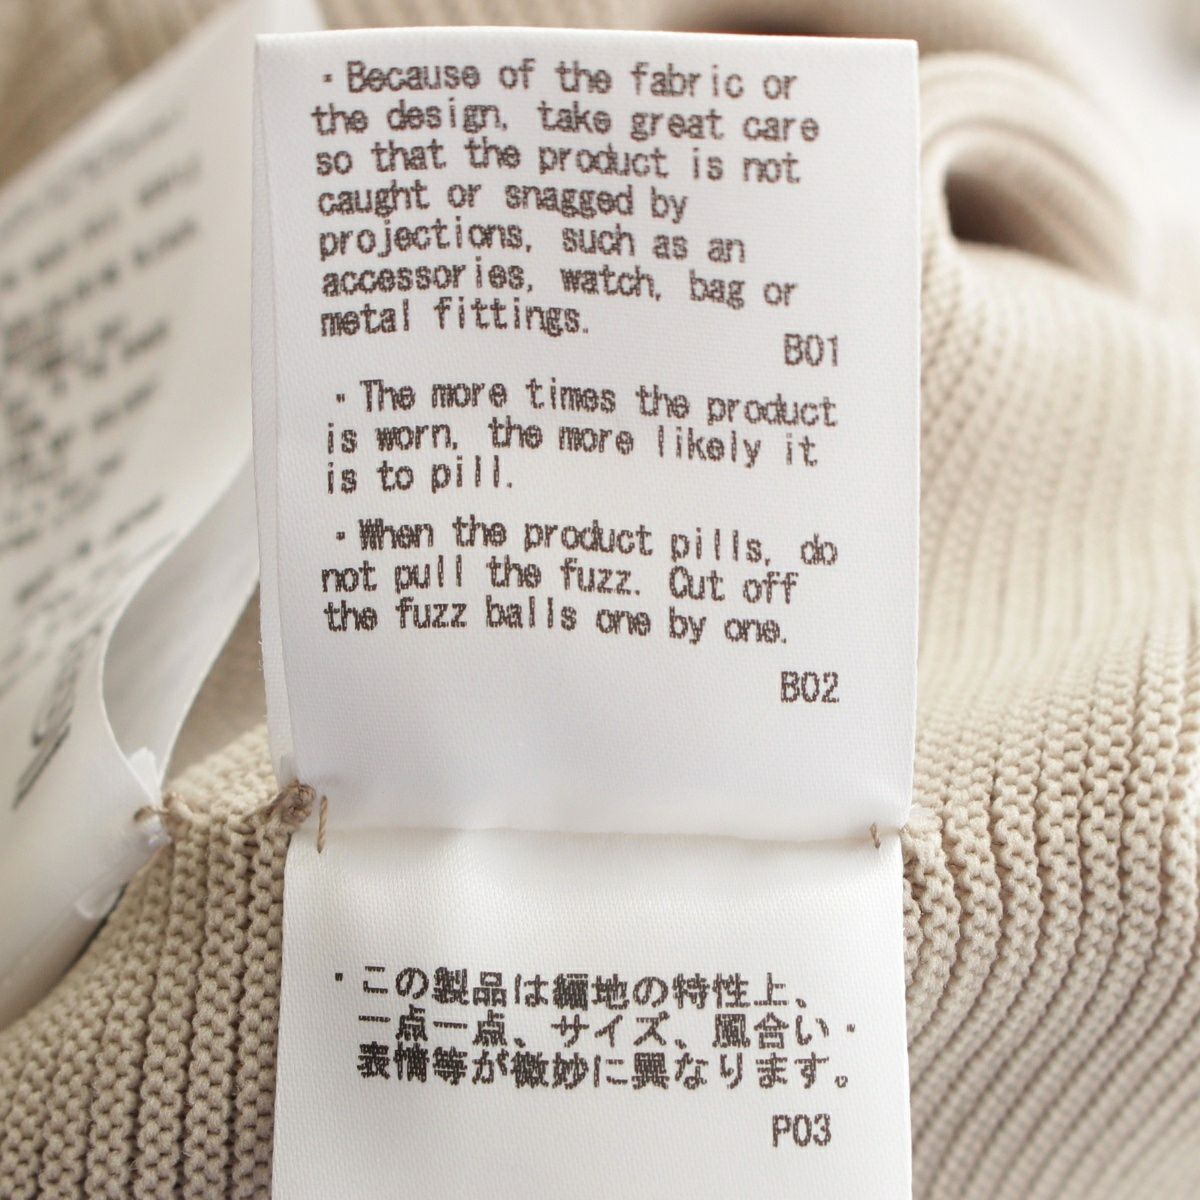 ・Because of the fabric or
the design, take great care
so that the product is not
caught or snagged by
projections, such as an
accessories, watch, bag or
metal fittings.
B01
・The more times the product
is worn, the more likely it
is to pill.
・When the product pills, do
not pull the fuzz. Cut off
the fuzz balls one by one.
B02
・この製品は編地の特性上、
一点一点、サイズ、風合い・
表情等が微妙に異なります。
P03